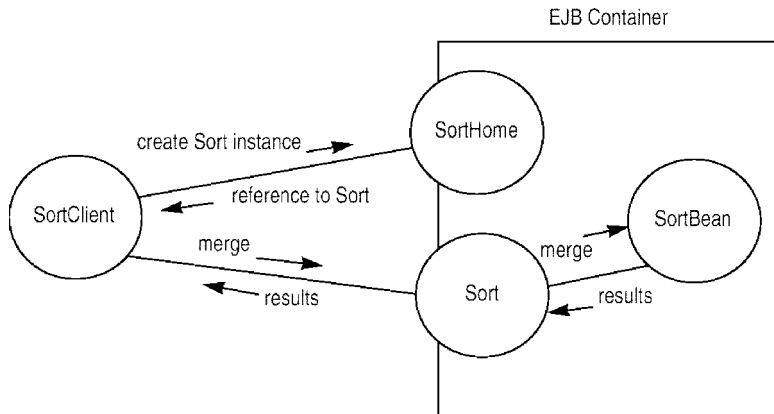 EJB Container
SortHome
create Sort instance
reference to Sort
SortClient
SortBean
merge
merge
Sort
results
results